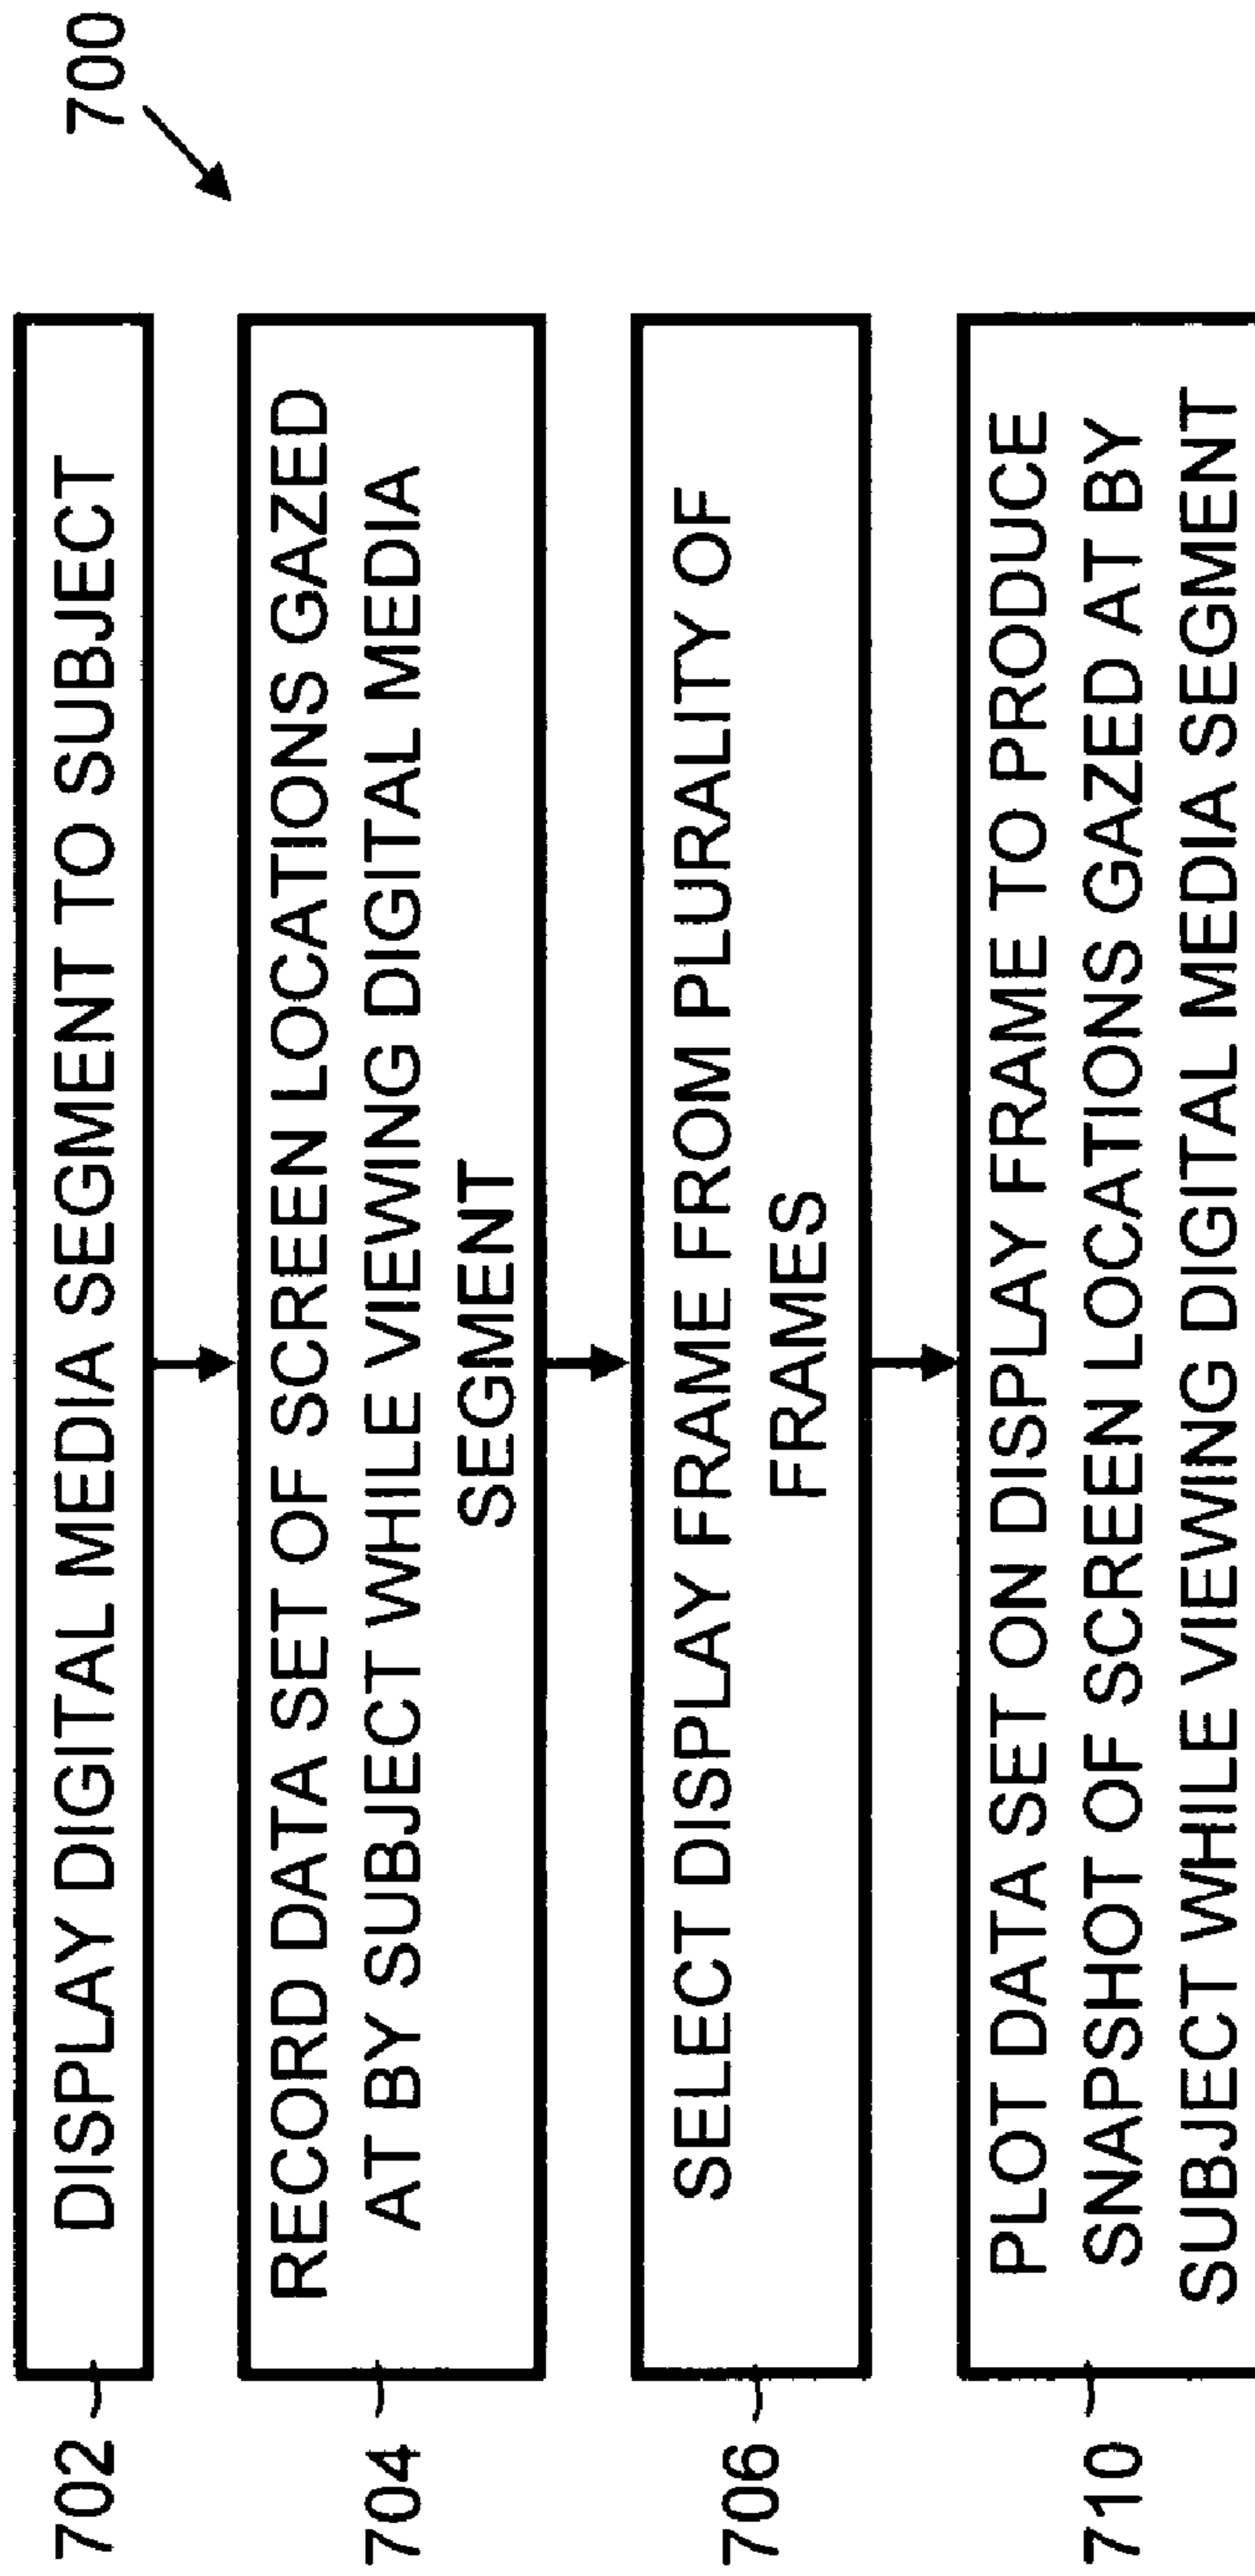 700
702
DISPLAY DIGITAL MEDIA SEGMENT TO SUBJECT
704
RECORD DATA SET OF SCREEN LOCATIONS GAZED
AT BY SUBJECT WHILE VIEWING DIGITAL MEDIA
SEGMENT
706
SELECT DISPLAY FRAME FROM PLURALITY OF
FRAMES
710
PLOT DATA SET ON DISPLAY FRAME TO PRODUCE
SNAPSHOT OF SCREEN LOCATIONS GAZED AT BY
SUBJECT WHILE VIEWING DIGITAL MEDIA SEGMENT